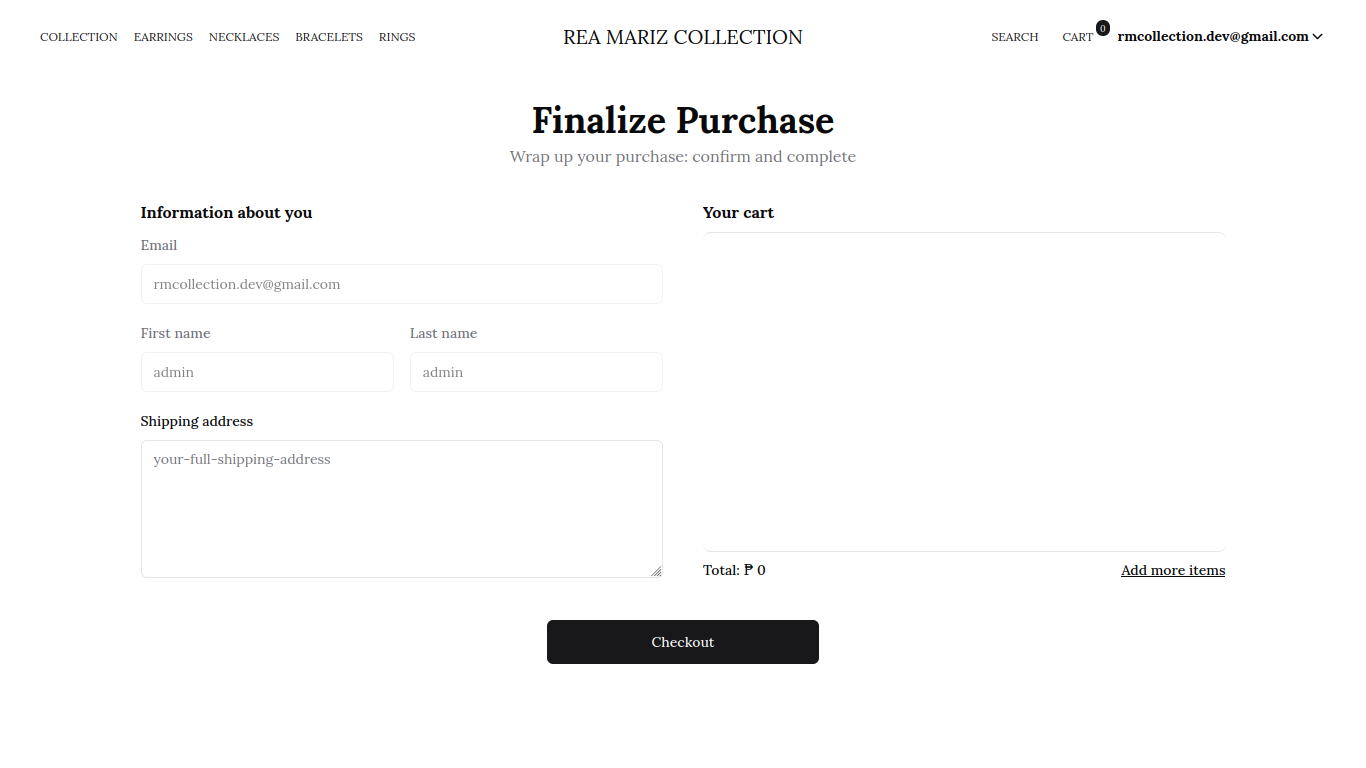 COLLECTION EARRINGS NECKLACES BRACELETS RINGS REA MARIZ COLLECTION SEARCH CART 0 rmcollection.dev@gmail.com
Finalize Purchase
Wrap up your purchase: confirm and complete
Information about you
Email
rmcollection.dev@gmail.com
First name Last name
admin admin
Shipping address
your-full-shipping-address
Your cart
Total: ₱ 0 Add more items
Checkout